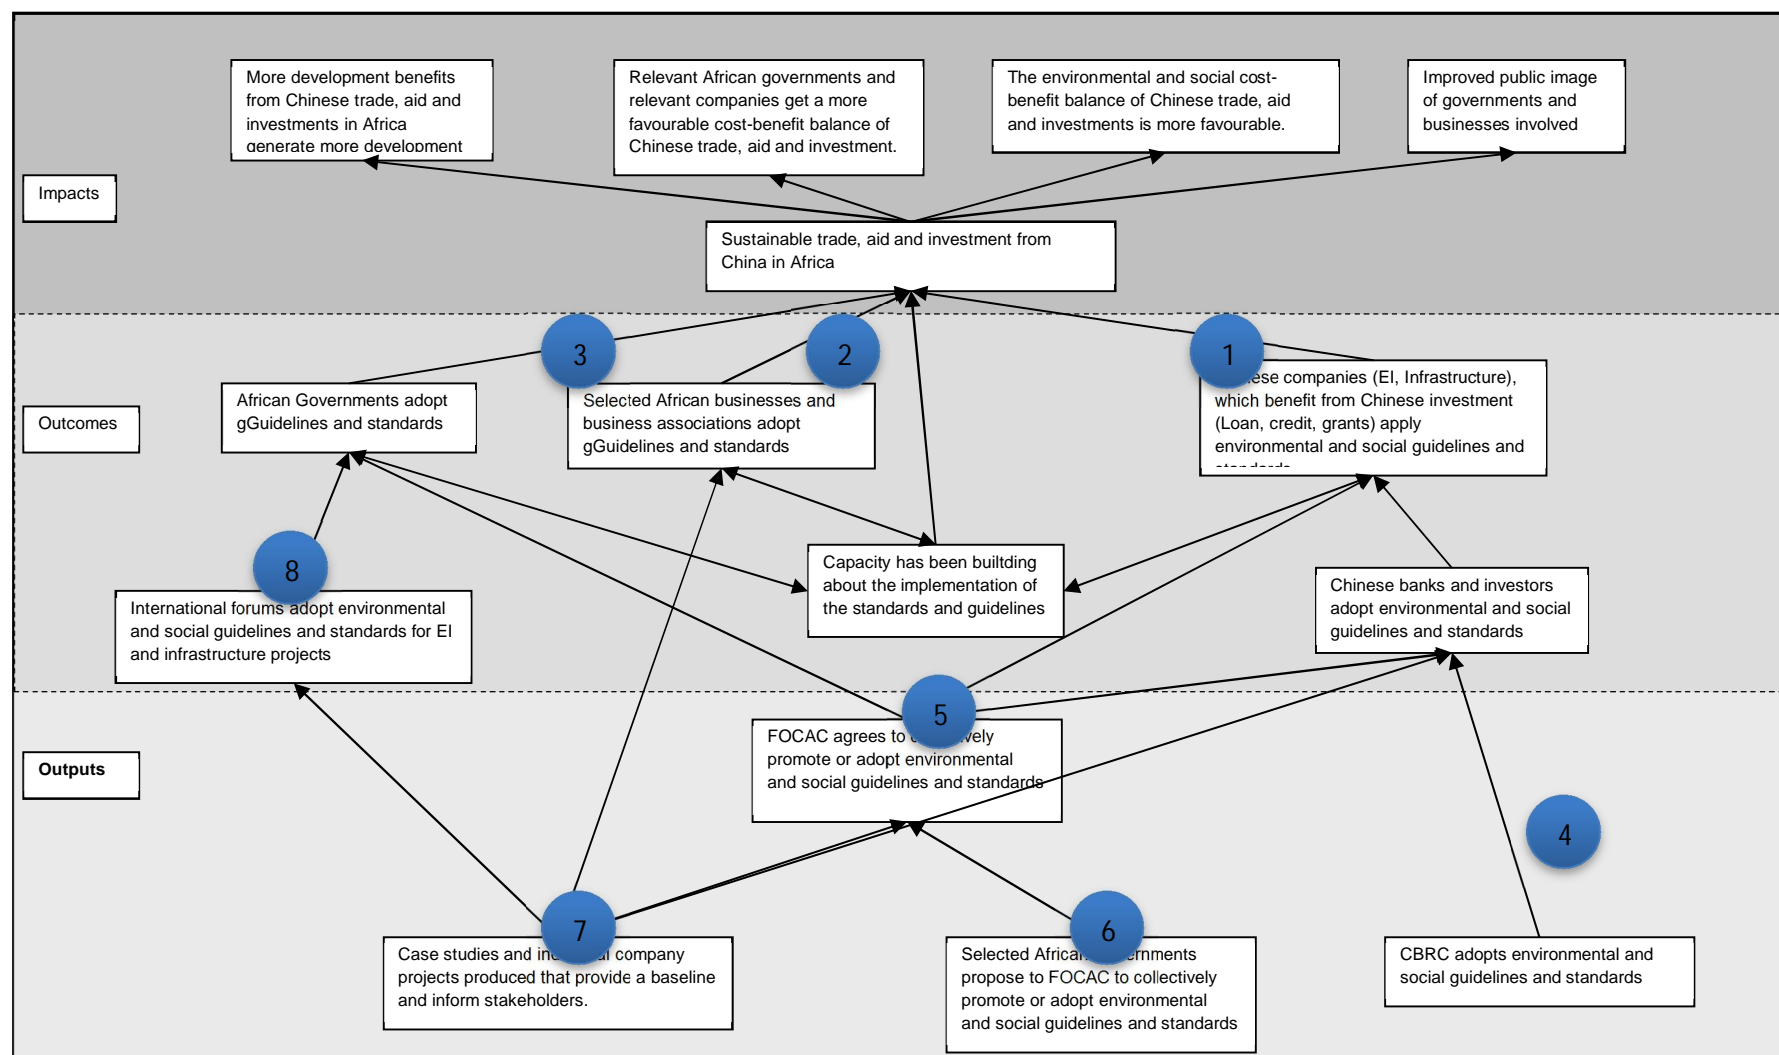 More development benefits
from Chinese trade, aid and
investments in Africa
generate more development
Relevant African governments and
relevant companies get a more
favourable cost-benefit balance of
Chinese trade, aid and investment.
The environmental and social cost-
benefit balance of Chinese trade, aid
and investments is more favourable.
Improved public image
of governments and
businesses involved
Impacts
Sustainable trade, aid and investment from
China in Africa
3
2
1
African Governments adopt
gGuidelines and standards
Selected African businesses and
business associations adopt
gGuidelines and standards
companies (EI, Infrastructure),
which benefit from Chinese investment
(Loan, credit, grants) apply
environmental and social guidelines and
Outcomes
8
International forums adopt environmental
and social guidelines and standards for EI
and infrastructure projects
Capacity has been builtding
about the implementation of
the standards and guidelines
Chinese banks and investors
adopt environmental and social
guidelines and standards
5
FOCAC agrees to
promote or adopt environmental
and social guidelines and standards
Outputs
4
7
Case studies and company
projects produced that provide a baseline
and inform stakeholders.
6
Selected African
propose to FOCAC to collectively
promote or adopt environmental
and social guidelines and standards
CBRC adopts environmental and
social guidelines and standards